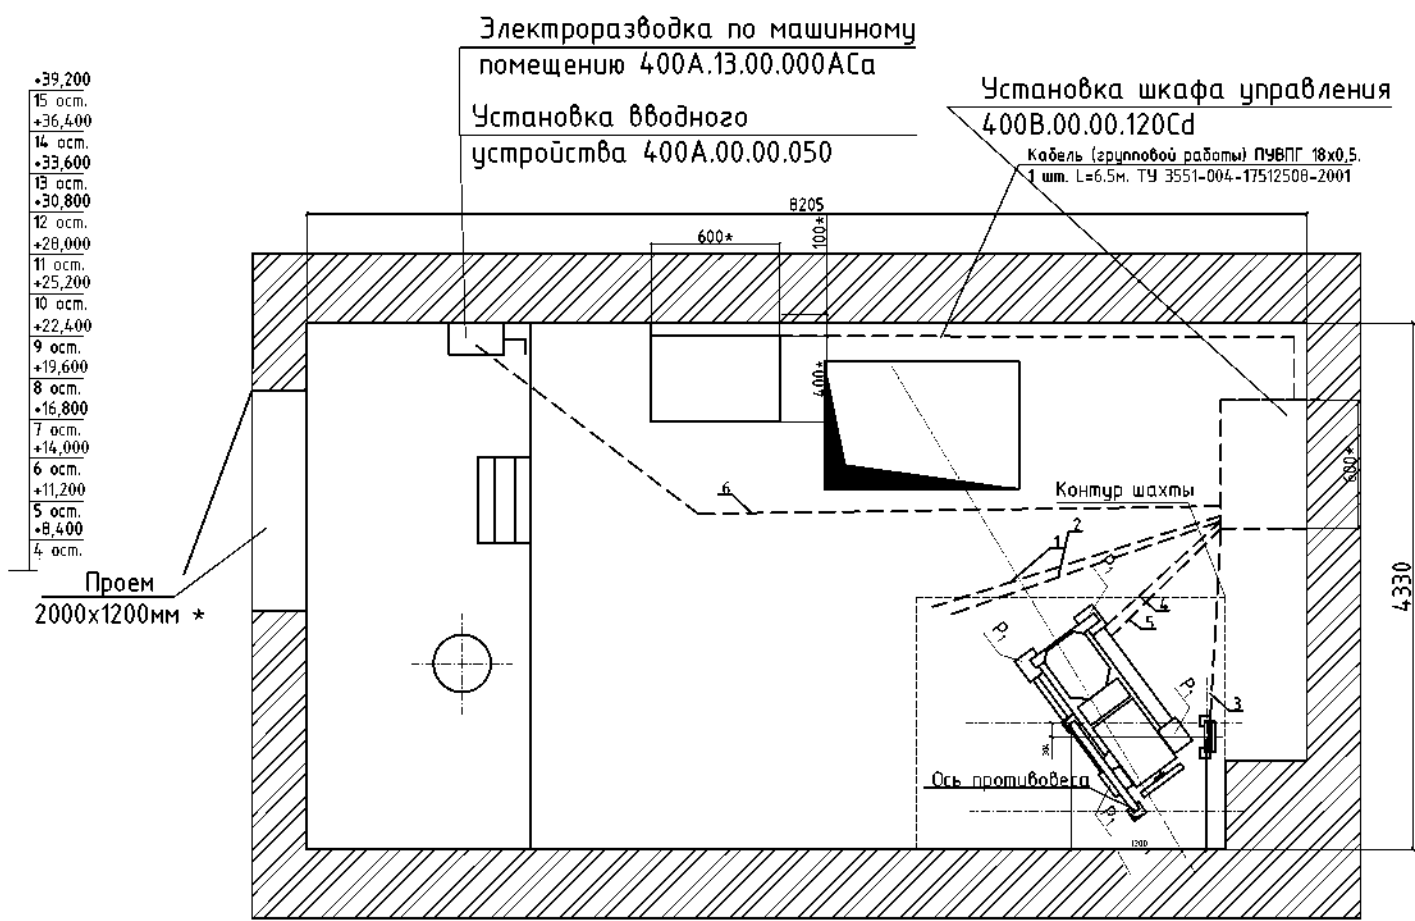 Электроразводка по машинному
помещению 400А.13.00.000АСа
Установка вводного
устройства 400А.00.00.050
Установка шкафа управления
400В.00.00.120Cd
Кабель (групповой работы) ПУВПГ 18х0,5.
1 шт. L=6.5м. ТУ 3551-004-17512508-2001
+39,200
15 ост.
+36,400
14 ост.
+33,600
13 ост.
+30,800
12 ост.
+28,000
11 ост.
+25,200
10 ост.
+22,400
9 ост.
+19,600
8 ост.
+16,800
7 ост.
+14,000
6 ост.
+11,200
5 ост.
+8,400
4 ост.
Проем
2000х1200мм *
8205
600*
100*
400*
600*
4330
Контур шахты
6
1
2
4
5
3
P1
P1
P1
P1
Ось противовеса
1200